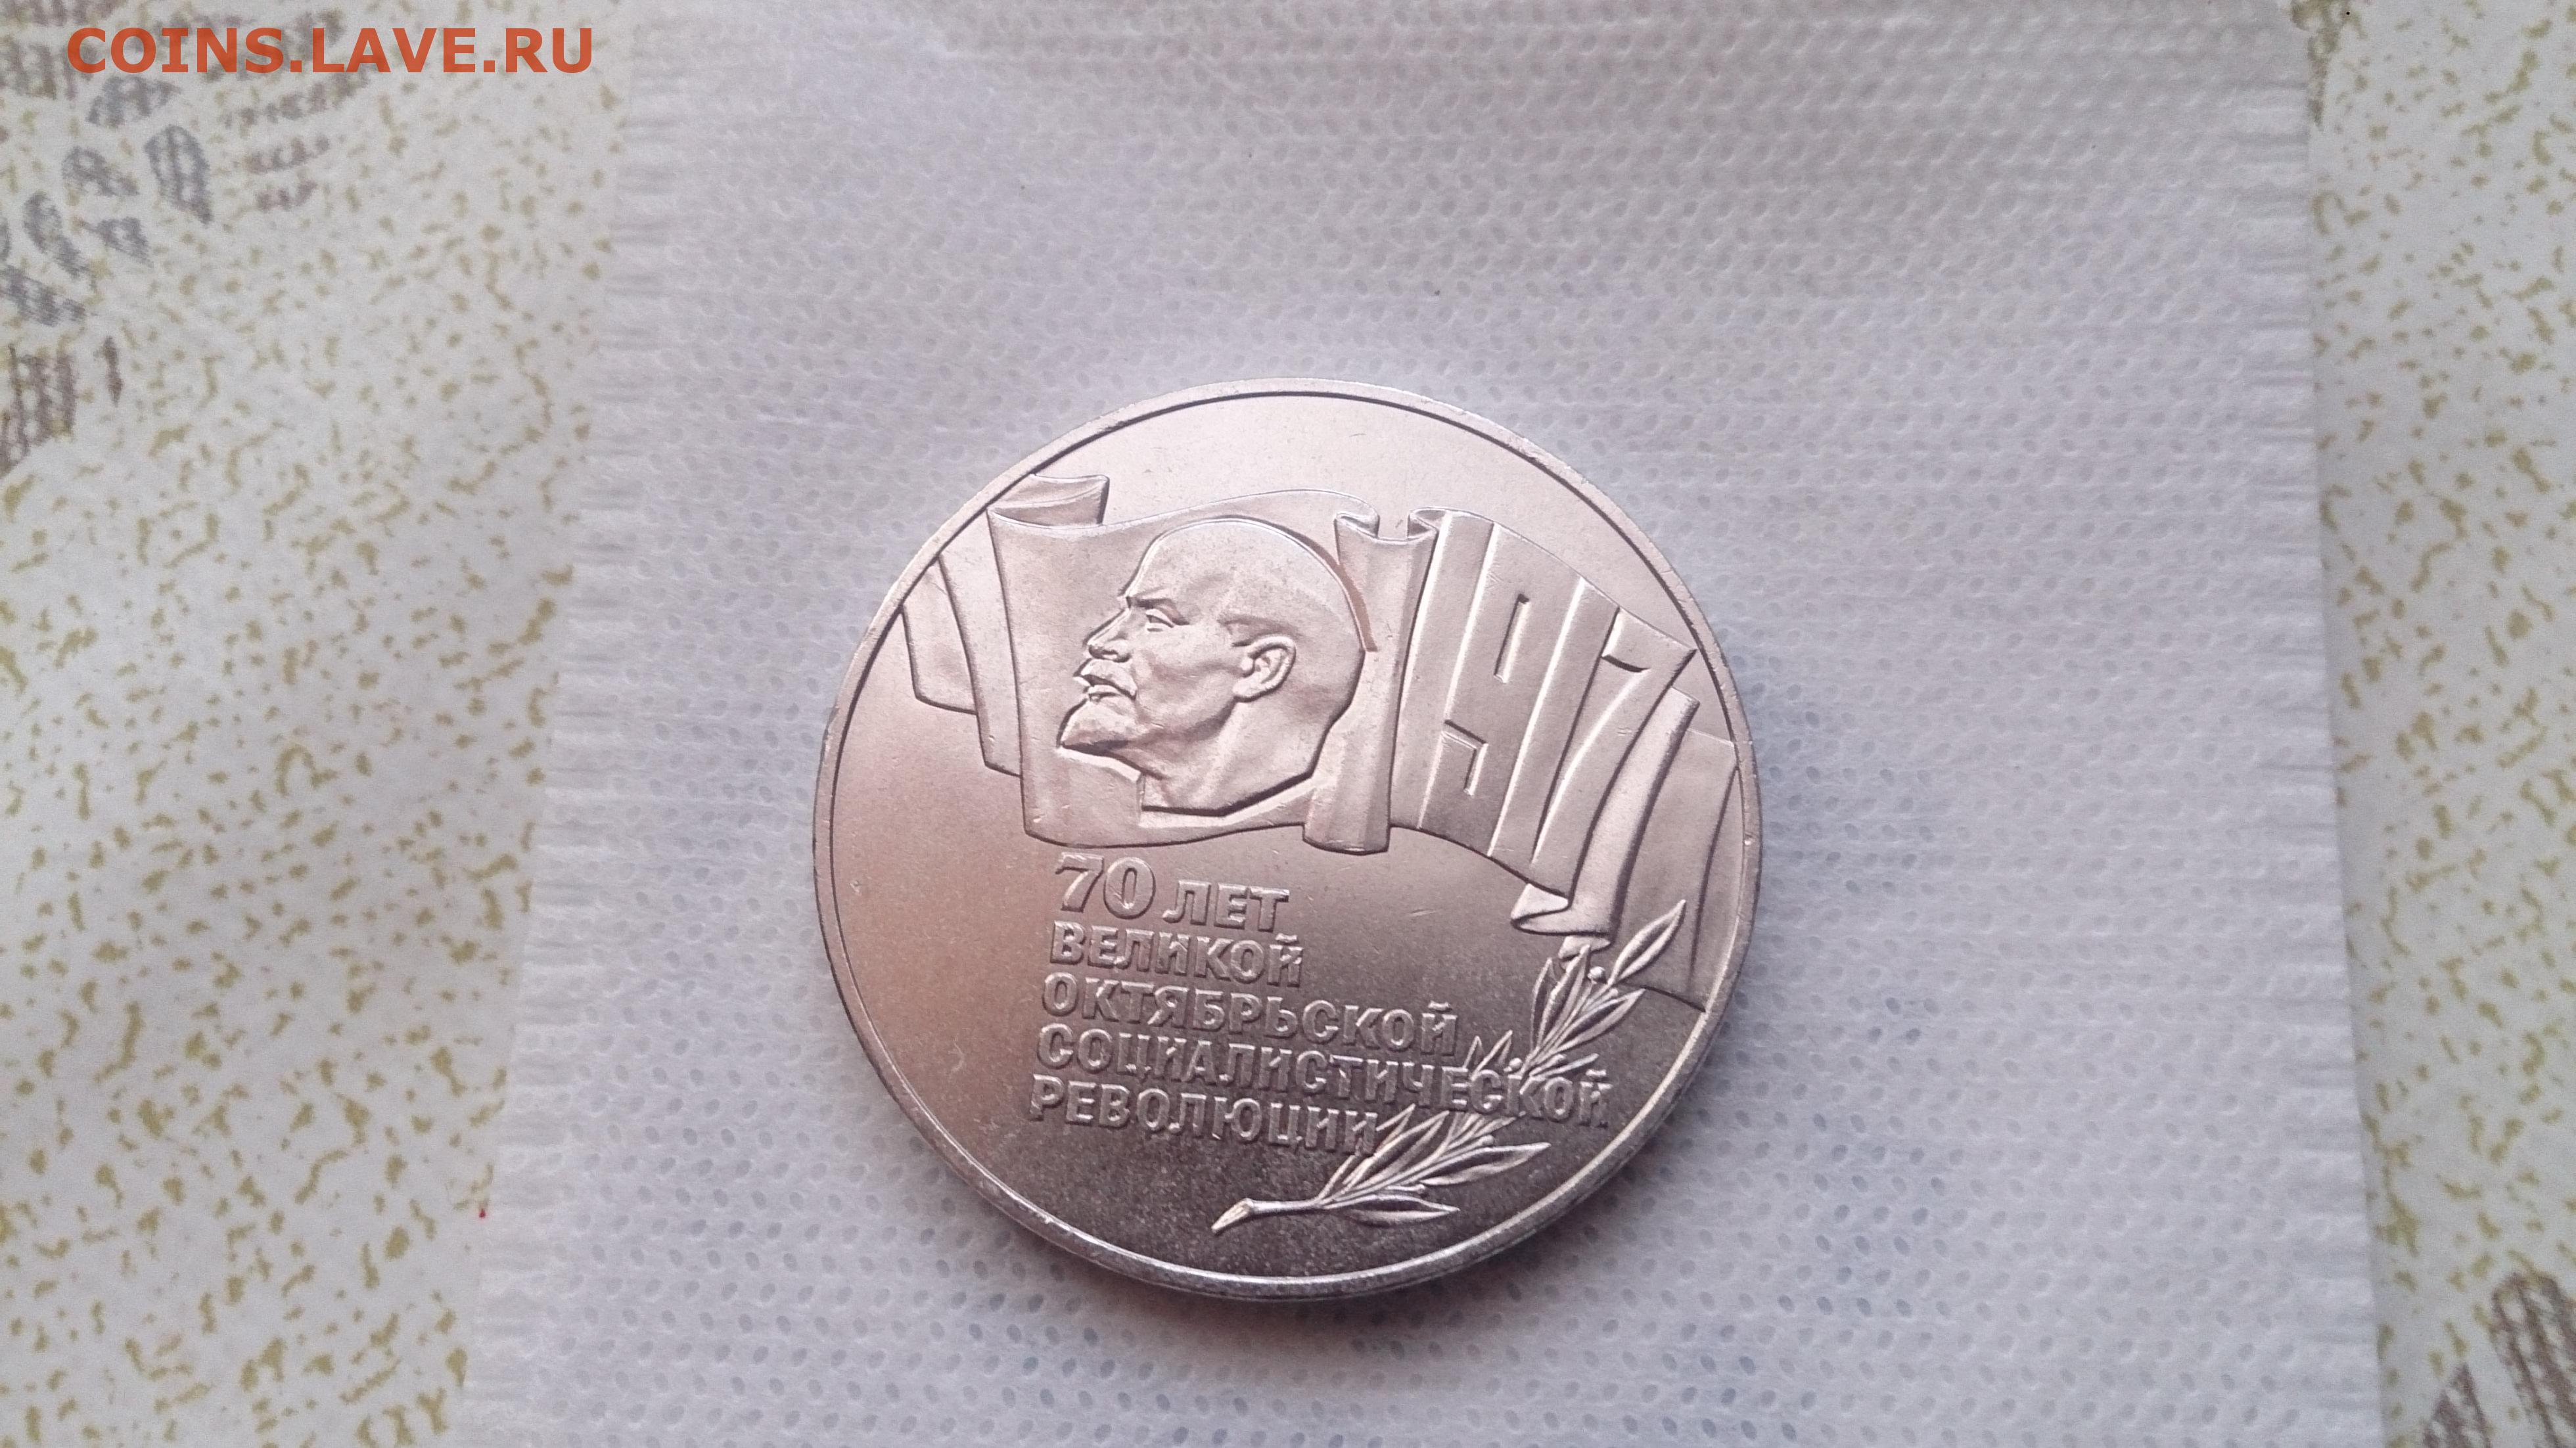 COINS.LAVE.RU
1917
70 ЛЕТ
ВЕЛИКОЙ
ОКТЯБРЬСКОЙ
СОЦИАЛИСТИЧЕСКОЙ
РЕВОЛЮЦИИ